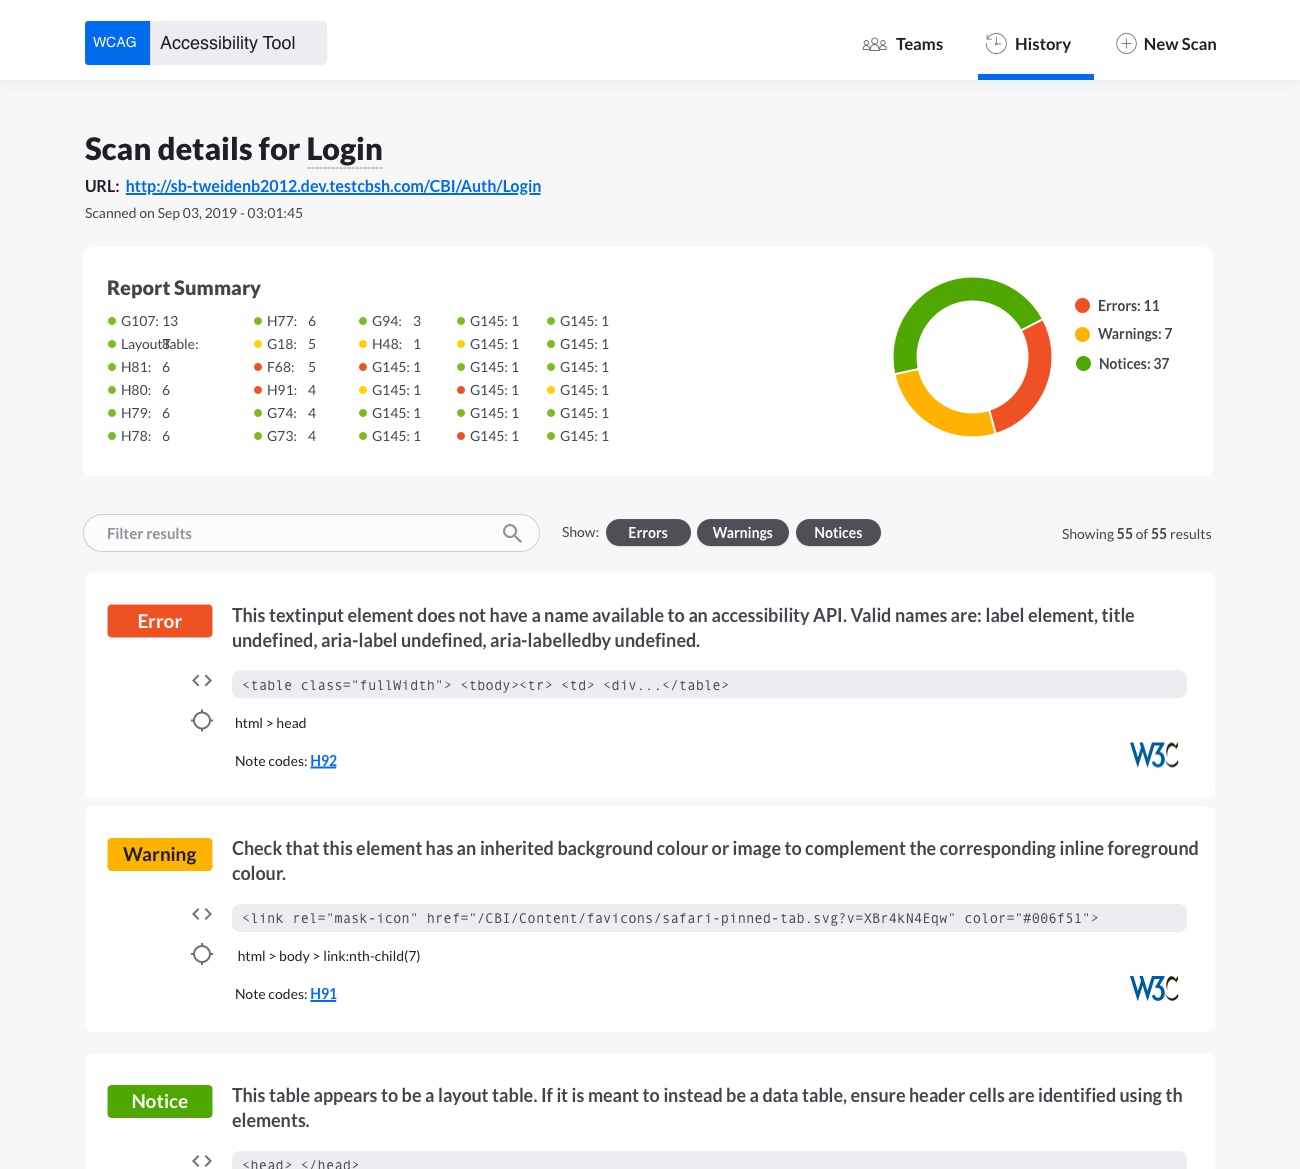 WCAG Accessibility Tool
Teams
History
New Scan
Scan details for Login
URL: http://sb-tweidenb2012.dev.testcbsh.com/CBI/Auth/Login
Scanned on Sep 03, 2019 - 03:01:45
Report Summary
G107: 13 H77: 6 G94: 3 G145: 1 G145: 1
Layout Table: G18: 5 H48: 1 G145: 1 G145: 1
H81: 6 F68: 5 G145: 1 G145: 1 G145: 1
H80: 6 H91: 4 G145: 1 G145: 1 G145: 1
H79: 6 G74: 4 G145: 1 G145: 1 G145: 1
H78: 6 G73: 4 G145: 1 G145: 1 G145: 1
Errors: 11
Warnings: 7
Notices: 37
Filter results
Show: Errors Warnings Notices
Showing 55 of 55 results
Error
This textinput element does not have a name available to an accessibility API. Valid names are: label element, title
undefined, aria-label undefined, aria-labelledby undefined.
<table class="fullWidth"> <tbody><tr> <td> <div...</table>
html > head
Note codes: H92
W3C
Warning
Check that this element has an inherited background colour or image to complement the corresponding inline foreground
colour.
<link rel="mask-icon" href="/CBI/Content/favicons/safari-pinned-tab.svg?v=XBr4kN4Eqw" color="#006f51">
html > body > link:nth-child(7)
Note codes: H91
W3C
Notice
This table appears to be a layout table. If it is meant to instead be a data table, ensure header cells are identified using th
elements.
<head> </head>